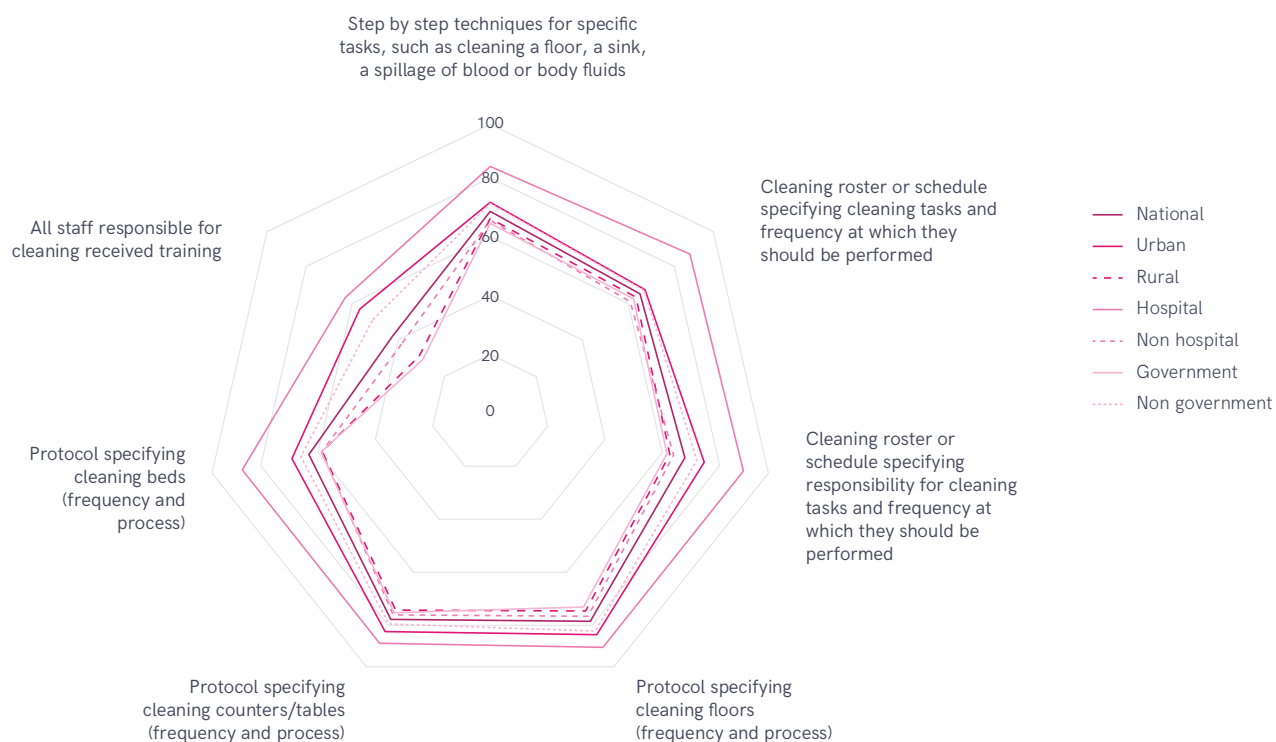 Step by step techniques for specific
tasks, such as cleaning a floor, a sink,
a spillage of blood or body fluids
100
80
60
40
20
0
Cleaning roster or schedule
specifying cleaning tasks and
frequency at which they
should be performed
Cleaning roster or
schedule specifying
responsibility for cleaning
tasks and frequency at
which they should be
performed
Protocol specifying
cleaning floors
(frequency and process)
Protocol specifying
cleaning counters/tables
(frequency and process)
Protocol specifying
cleaning beds
(frequency and
process)
All staff responsible for
cleaning received training
National
Urban
Rural
Hospital
Non hospital
Government
Non government